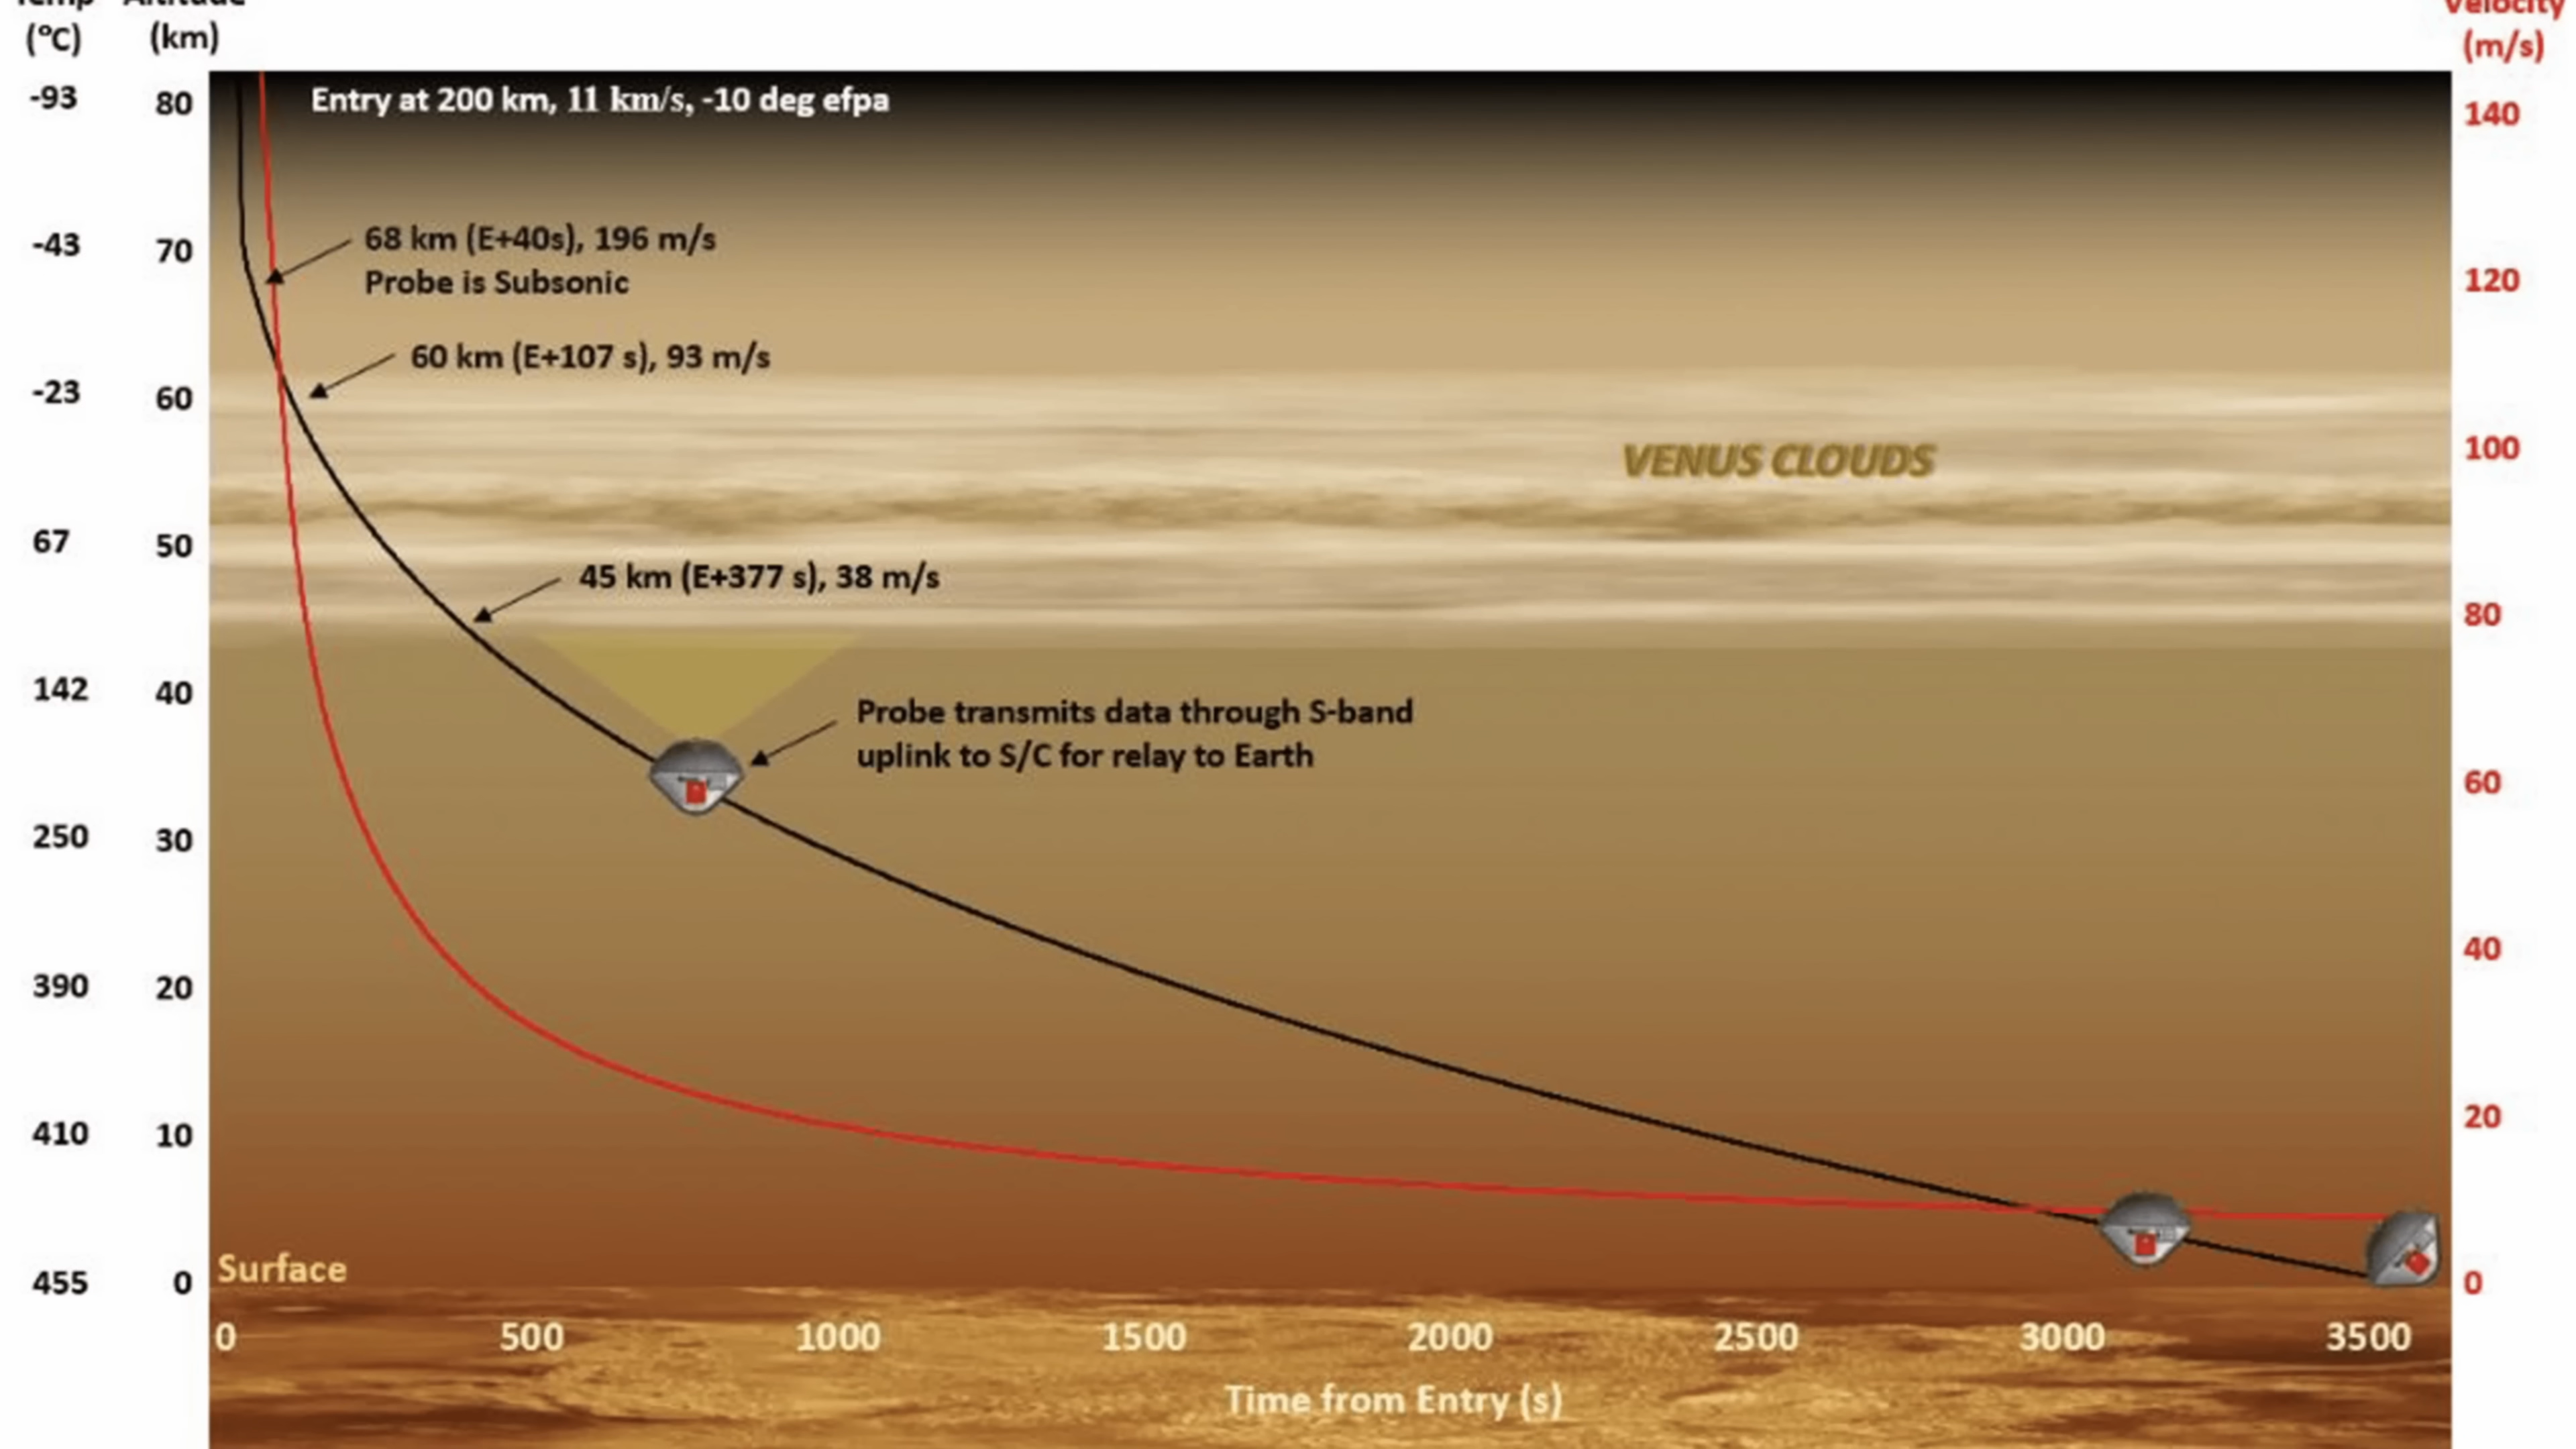 Temp Altitude
(°C) (km)
Velocity
(m/s)
-93 80
-43 70
-23 60
67 50
142 40
250 30
390 20
410 10
455 0
140
120
100
80
60
40
20
0
Entry at 200 km, 11 km/s, -10 deg efpa
68 km (E+40s), 196 m/s
Probe is Subsonic
60 km (E+107 s), 93 m/s
VENUS CLOUDS
45 km (E+377 s), 38 m/s
Probe transmits data through S-band
uplink to S/C for relay to Earth
Surface
0 500 1000 1500 2000 2500 3000 3500
Time from Entry (s)